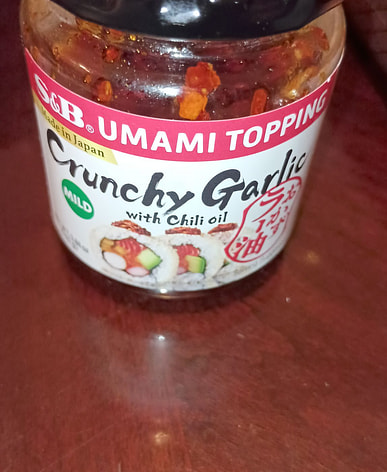 S&B® UMAMI TOPPING
Made in Japan
Crunchy Garlic
with Chili oil
MILD
ラー油